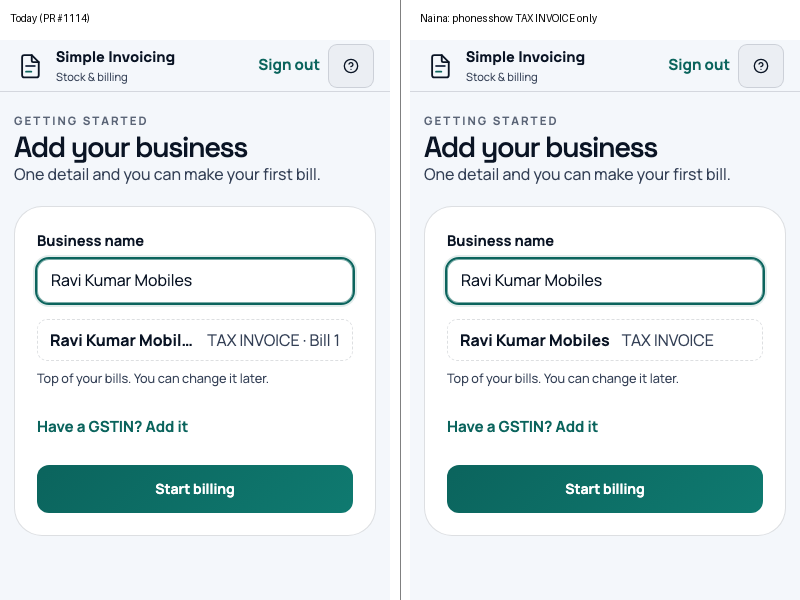 Today (PR #1114)
Simple Invoicing
Stock & billing
Sign out
GETTING STARTED
Add your business
One detail and you can make your first bill.
Business name
Ravi Kumar Mobiles
Ravi Kumar Mobil... TAX INVOICE · Bill 1
Top of your bills. You can change it later.
Have a GSTIN? Add it
Start billing
Naina: phones show TAX INVOICE only
Simple Invoicing
Stock & billing
Sign out
GETTING STARTED
Add your business
One detail and you can make your first bill.
Business name
Ravi Kumar Mobiles
Ravi Kumar Mobiles TAX INVOICE
Top of your bills. You can change it later.
Have a GSTIN? Add it
Start billing